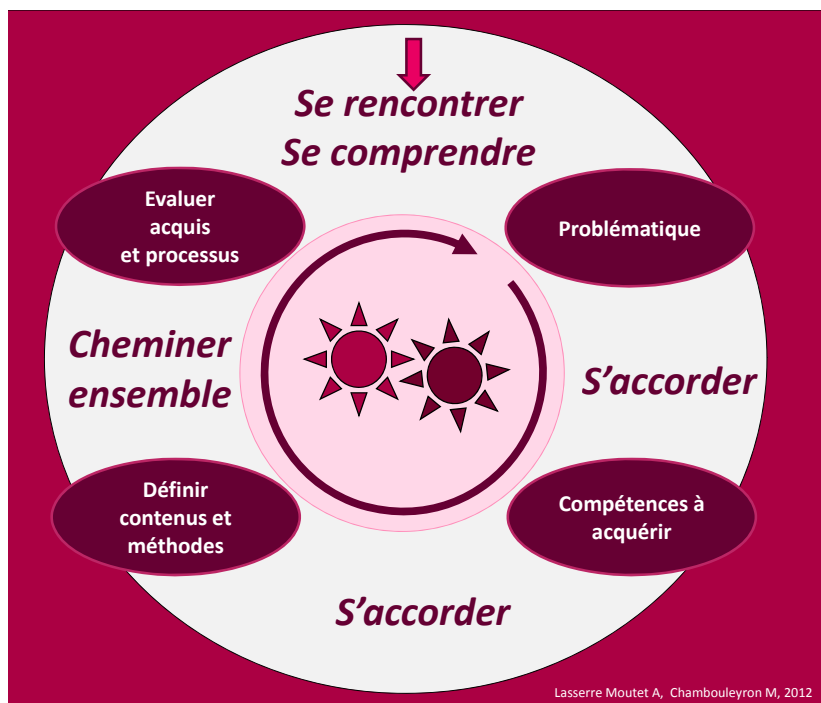 Se rencontrer
Se comprendre
Evaluer
acquis
et processus
Problématique
Cheminer
ensemble
S’accorder
Définir
contenus et
méthodes
Compétences à
acquérir
S’accorder
Lasserre Moutet A, Chambouleyron M, 2012